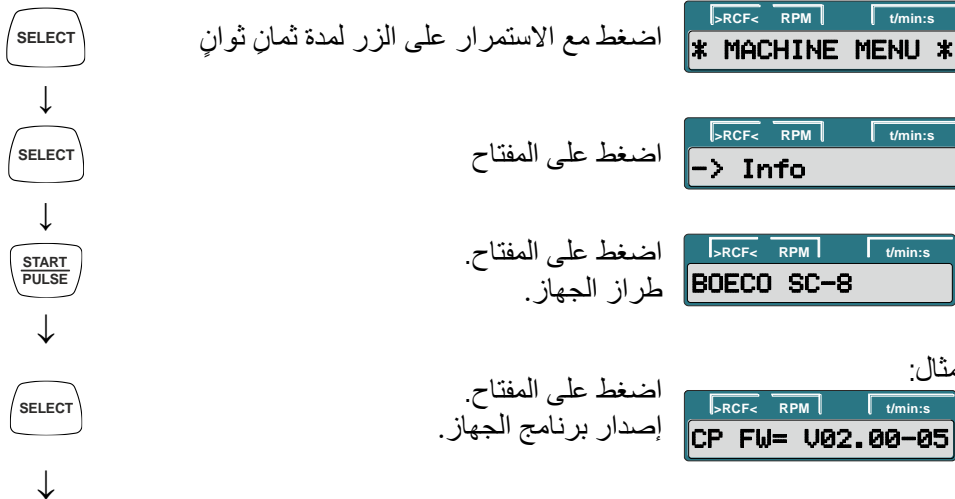 SELECT
اضغط مع الاستمرار على الزر لمدة ثمانِ ثوانٍ
>RCF< RPM t/min:s
* MACHINE MENU *
↓
SELECT
اضغط على المفتاح
>RCF< RPM t/min:s
-> Info
↓
START
PULSE
اضغط على المفتاح.
طراز الجهاز.
>RCF< RPM t/min:s
BOECO SC-8
↓
مثال:
SELECT
اضغط على المفتاح.
إصدار برنامج الجهاز.
>RCF< RPM t/min:s
CP FW= V02.00-05
↓